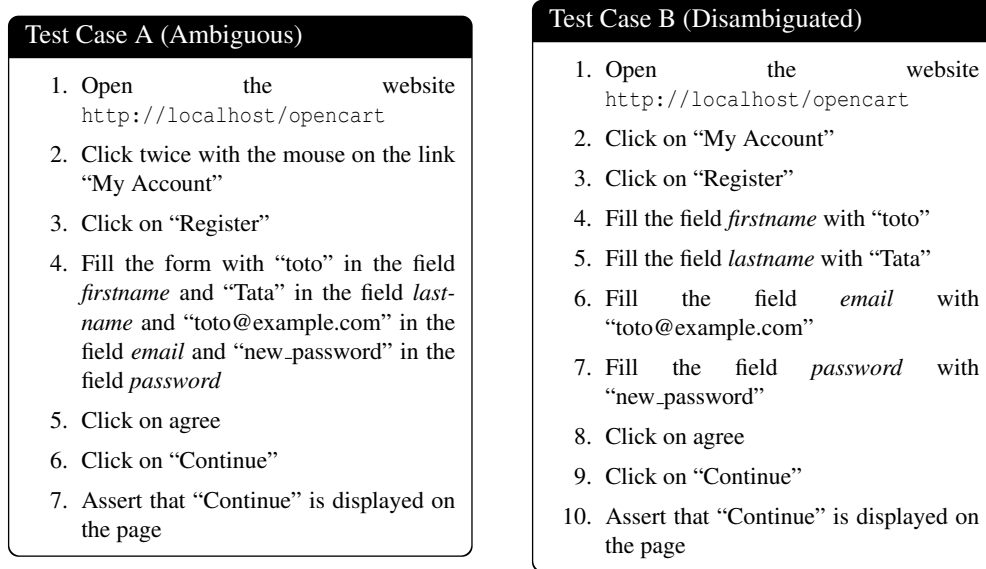 Test Case A (Ambiguous)
1. Open the website
http://localhost/opencart
2. Click twice with the mouse on the link
“My Account”
3. Click on “Register”
4. Fill the form with “toto” in the field
firstname and “Tata” in the field last-
name and “toto@example.com” in the
field email and “new_password” in the
field password
5. Click on agree
6. Click on “Continue”
7. Assert that “Continue” is displayed on
the page
Test Case B (Disambiguated)
1. Open the website
http://localhost/opencart
2. Click on “My Account”
3. Click on “Register”
4. Fill the field firstname with “toto”
5. Fill the field lastname with “Tata”
6. Fill the field email with
“toto@example.com”
7. Fill the field password with
“new_password”
8. Click on agree
9. Click on “Continue”
10. Assert that “Continue” is displayed on
the page